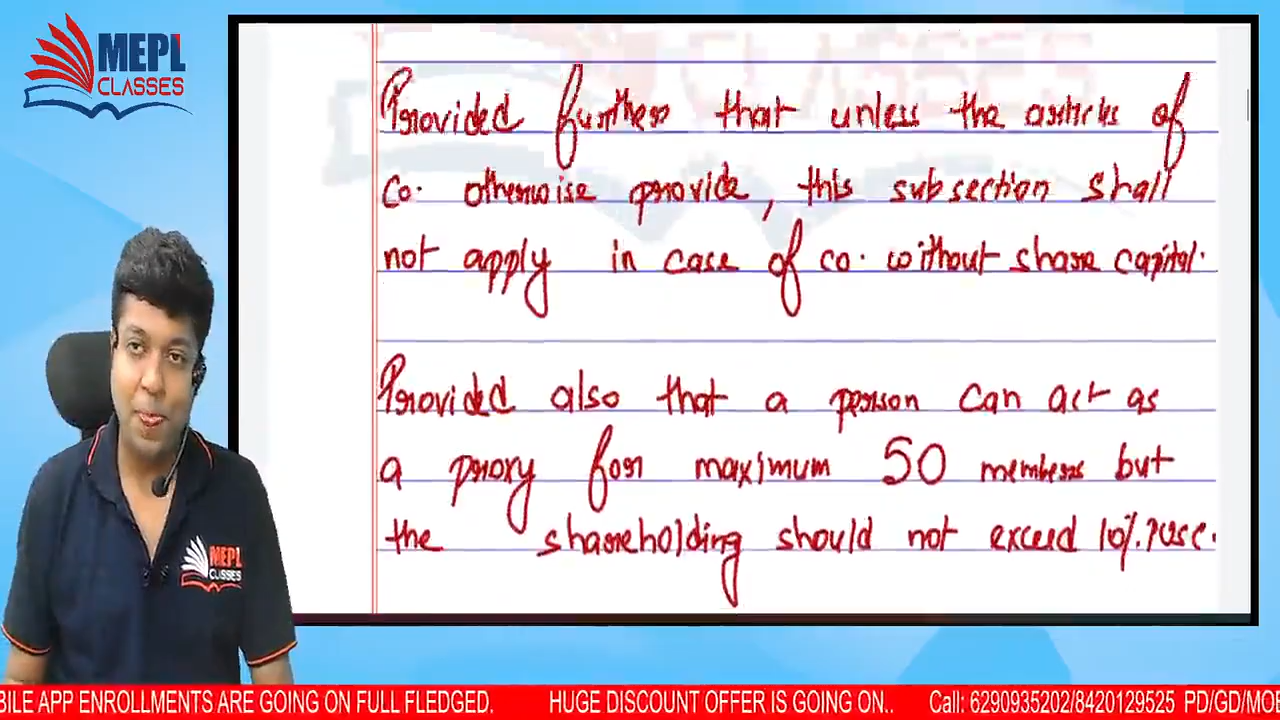 MEPL
CLASSES
Provided further that unless the articles of
co. otherwise provide, this subsection shall
not apply in case of co. without share capital.
Provided also that a person can act as
a proxy for maximum 50 members but
the shareholding should not exceed 10%
MEPL
CLASSES
BILE APP ENROLLMENTS ARE GOING ON FULL FLEDGED. HUGE DISCOUNT OFFER IS GOING ON.. Call: 6290935202/8420129525 PD/GD/MOB